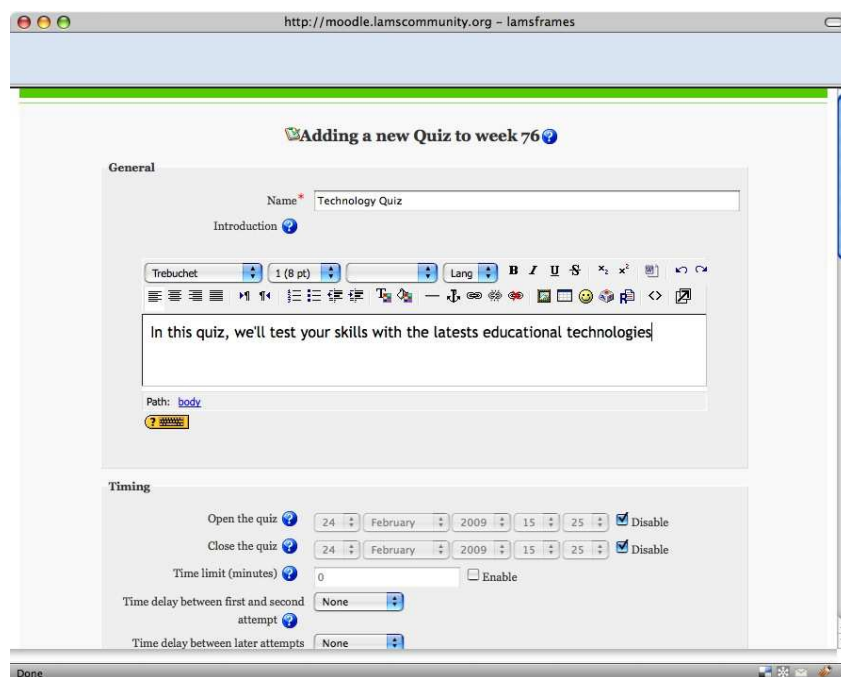 http://moodle.lamscommunity.org – lamsframes
Adding a new Quiz to week 76
General
Name* Technology Quiz
Introduction
Trebuchet 1 (8 pt) Lang B I U S x₂ x²
In this quiz, we'll test your skills with the latests educational technologies
Path: body
?
Timing
Open the quiz 24 February 2009 15 25 Disable
Close the quiz 24 February 2009 15 25 Disable
Time limit (minutes) 0 Enable
Time delay between first and second None
attempt
Time delay between later attempts None
Done